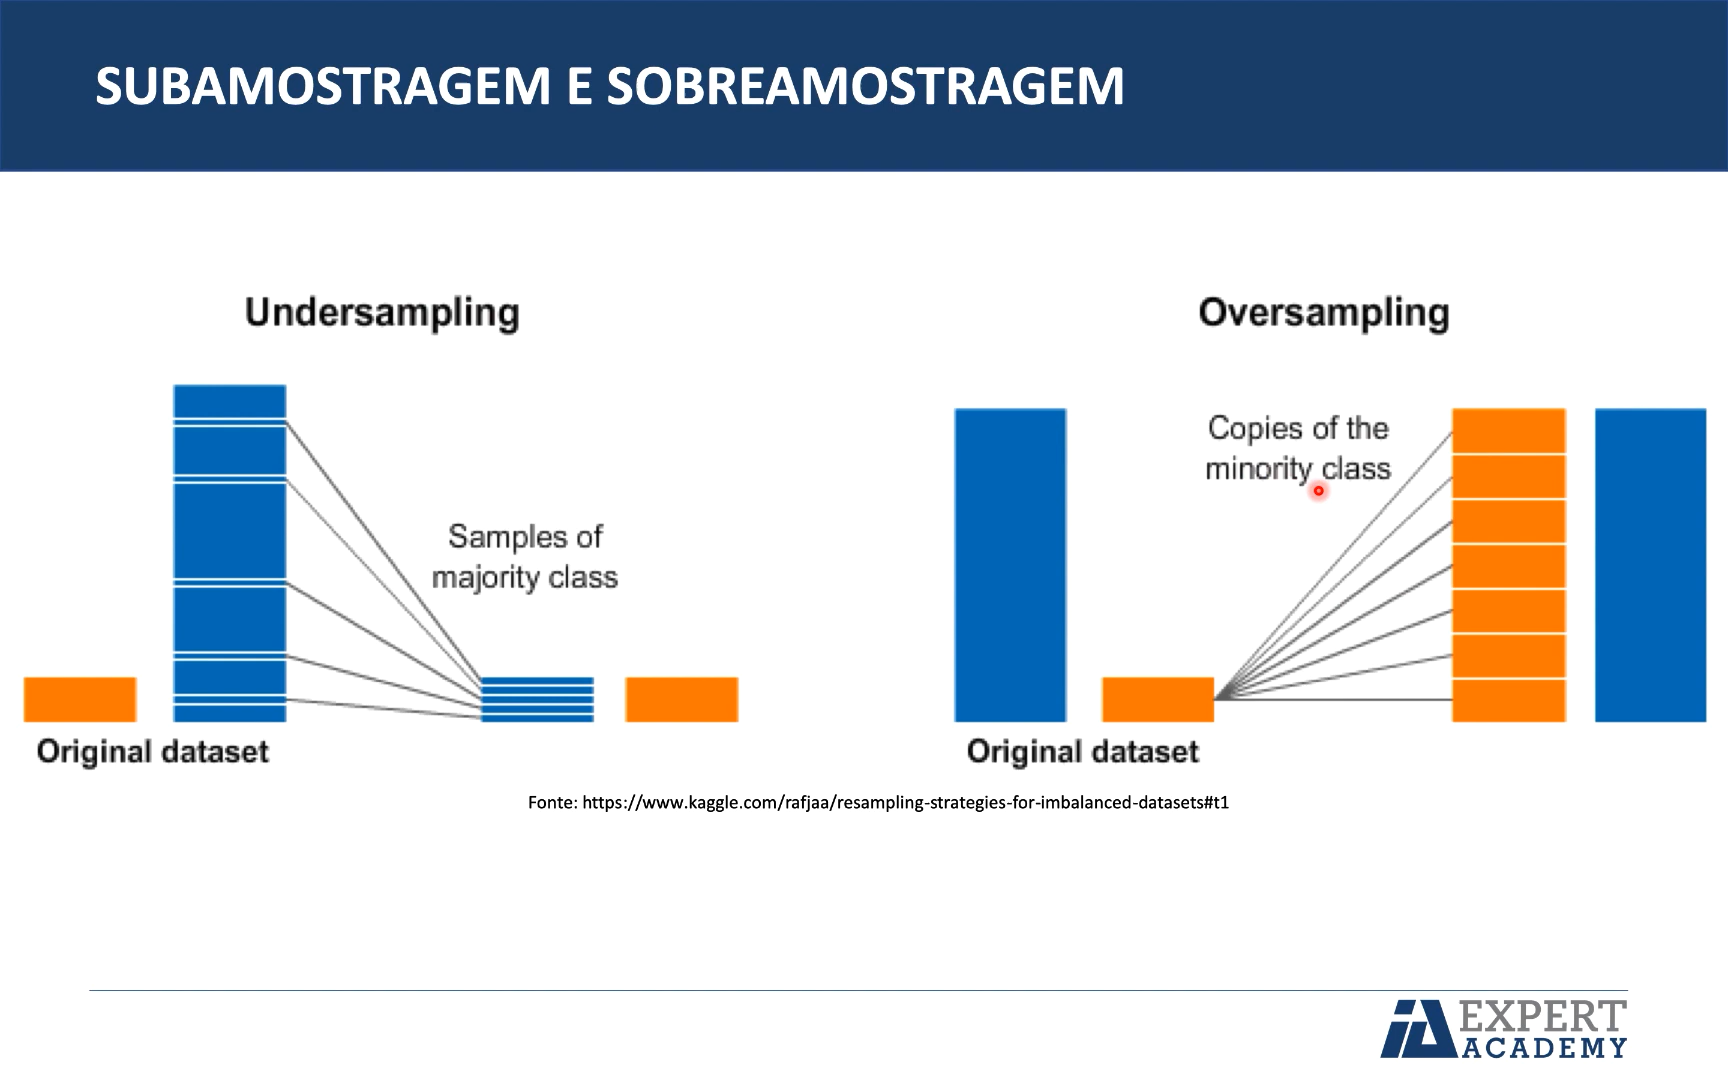 SUBAMOSTRAGEM E SOBREAMOSTRAGEM
Undersampling
Samples of
majority class
Original dataset
Oversampling
Copies of the
minority class
Original dataset
Fonte: https://www.kaggle.com/rafjaa/resampling-strategies-for-imbalanced-datasets#t1
IA EXPERT
ACADEMY